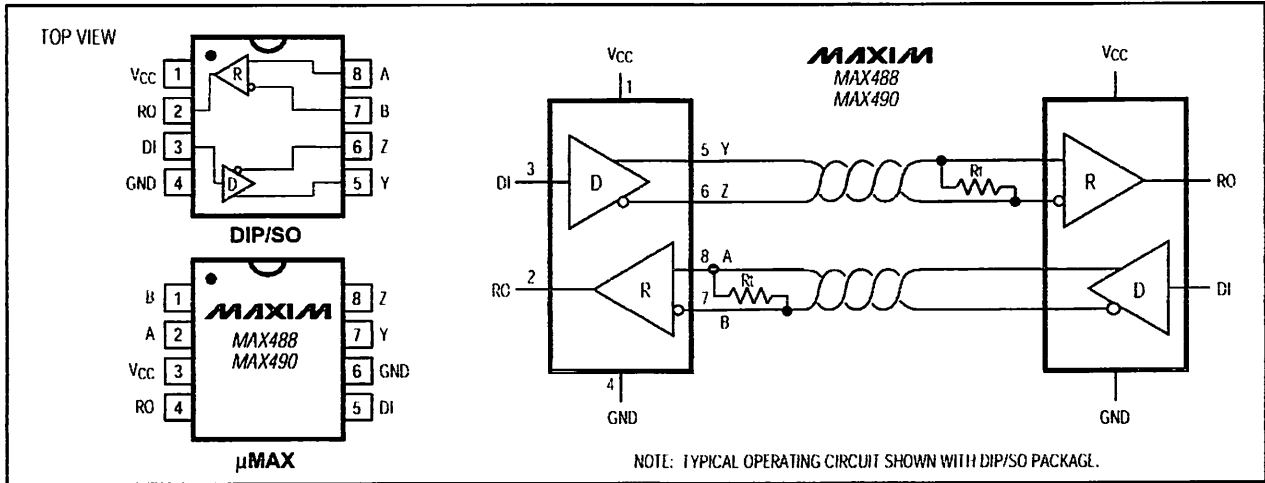 TOP VIEW
VCC 1
RO 2
DI 3
GND 4
8 A
7 B
6 Z
5 Y
R
D
DIP/SO
B 1
A 2
VCC 3
RO 4
8 Z
7 Y
6 GND
5 DI
MAXIM
MAX488
MAX490
µMAX
MAXIM
MAX488
MAX490
VCC
1
DI 3
D
5 Y
6 Z
Rt
RO 2
R
8 A
7
B
Rt
4
GND
VCC
R
RO
D
DI
GND
NOTE: TYPICAL OPERATING CIRCUIT SHOWN WITH DIP/SO PACKAGE.